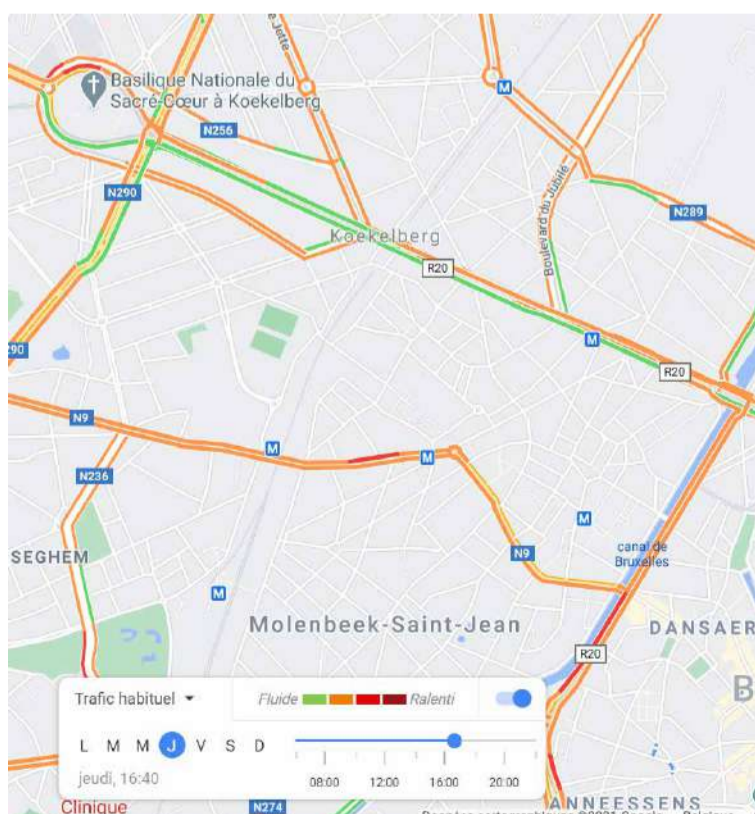 Basilique Nationale du
Sacré-Cœur à Koekelberg
M
N256
N290
Boulevard du Jubilé
N289
Koekelberg
R20
M
R20
N9
M
M
N236
M
SEGHEM
N9
canal de
Bruxelles
M
Molenbeek-Saint-Jean
DANSAER
R20
B
Trafic habituel
Fluide
Ralenti
L M M J V S D
jeudi, 16:40
08:00 12:00 16:00 20:00
Clinique
N274
ANNEESSENS